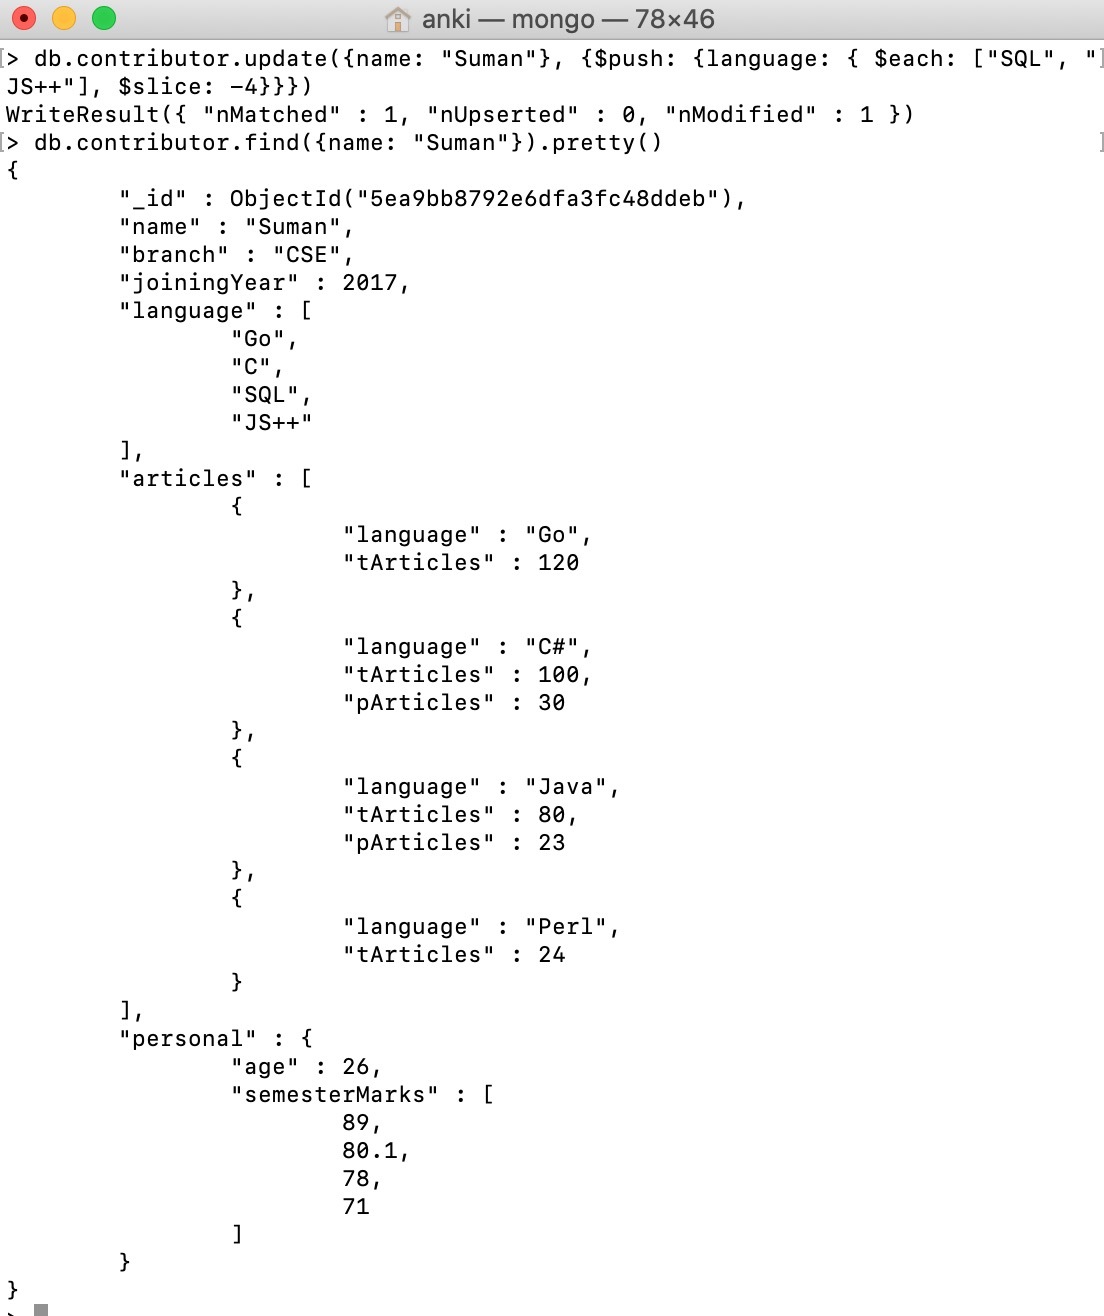 anki — mongo — 78×46
[> db.contributor.update({name: "Suman"}, {$push: {language: { $each: ["SQL", "]
JS++"], $slice: -4}}})
WriteResult({ "nMatched" : 1, "nUpserted" : 0, "nModified" : 1 })
[> db.contributor.find({name: "Suman"}).pretty() ]
{
"_id" : ObjectId("5ea9bb8792e6dfa3fc48ddeb"),
"name" : "Suman",
"branch" : "CSE",
"joiningYear" : 2017,
"language" : [
"Go",
"C",
"SQL",
"JS++"
],
"articles" : [
{
"language" : "Go",
"tArticles" : 120
},
{
"language" : "C#",
"tArticles" : 100,
"pArticles" : 30
},
{
"language" : "Java",
"tArticles" : 80,
"pArticles" : 23
},
{
"language" : "Perl",
"tArticles" : 24
}
],
"personal" : {
"age" : 26,
"semesterMarks" : [
89,
80.1,
78,
71
]
}
}
>